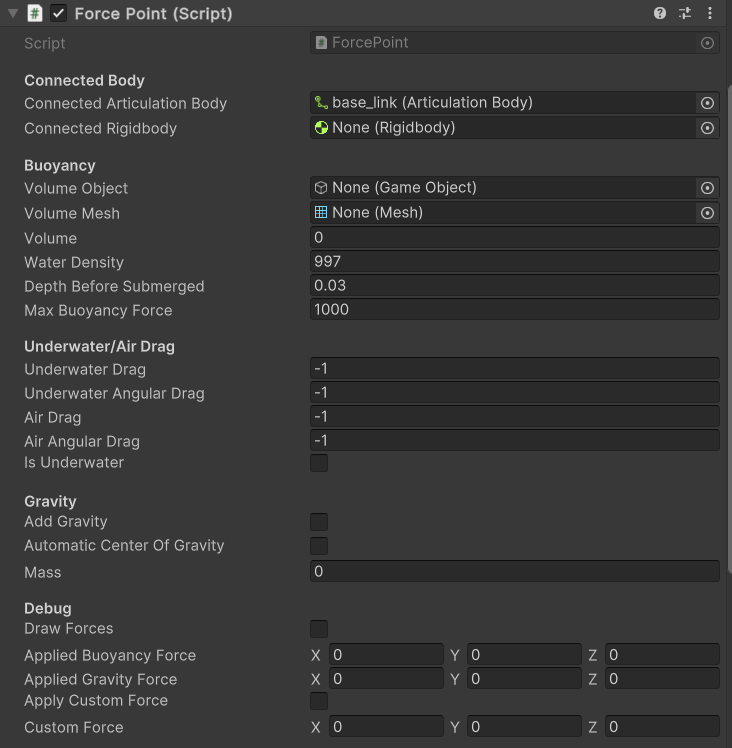 Force Point (Script)
Script ForcePoint
Connected Body
Connected Articulation Body base_link (Articulation Body)
Connected Rigidbody None (Rigidbody)
Buoyancy
Volume Object None (Game Object)
Volume Mesh None (Mesh)
Volume 0
Water Density 997
Depth Before Submerged 0.03
Max Buoyancy Force 1000
Underwater/Air Drag
Underwater Drag -1
Underwater Angular Drag -1
Air Drag -1
Air Angular Drag -1
Is Underwater
Gravity
Add Gravity
Automatic Center Of Gravity
Mass 0
Debug
Draw Forces
Applied Buoyancy Force X 0 Y 0 Z 0
Applied Gravity Force X 0 Y 0 Z 0
Apply Custom Force
Custom Force X 0 Y 0 Z 0